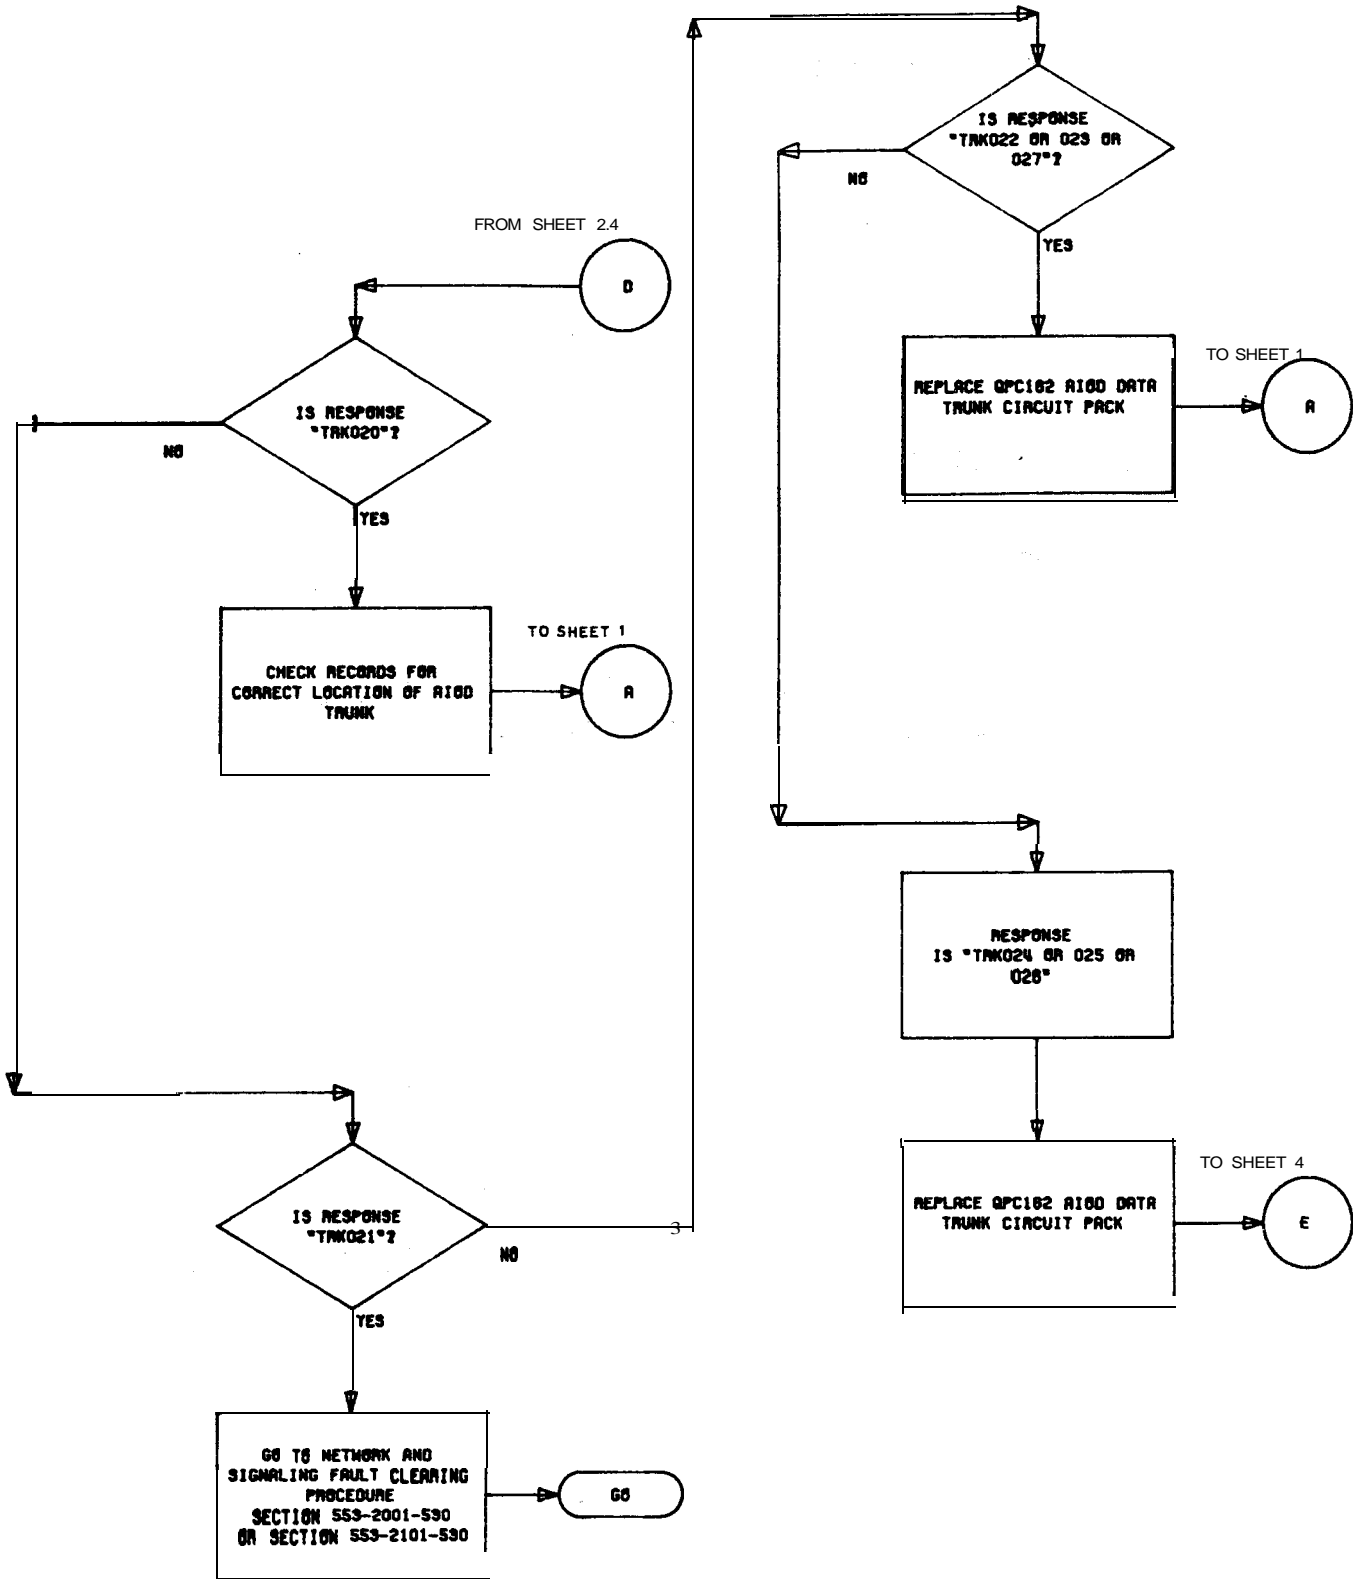 FROM SHEET 2.4
D
IS RESPONSE
"TRK020"?
NO
YES
CHECK RECORDS FOR
CORRECT LOCATION OF AIOD
TRUNK
TO SHEET 1
A
IS RESPONSE
"TRK021"?
NO
3
YES
GO TO NETWORK AND
SIGNALING FAULT CLEARING
PROCEDURE
SECTION 553-2001-530
OR SECTION 553-2101-530
GO
IS RESPONSE
"TRK022 OR 023 OR
027"?
NO
YES
REPLACE QPC162 AIOD DATA
TRUNK CIRCUIT PACK
TO SHEET 1
A
RESPONSE
IS "TRK024 OR 025 OR
026"
REPLACE QPC162 AIOD DATA
TRUNK CIRCUIT PACK
TO SHEET 4
E